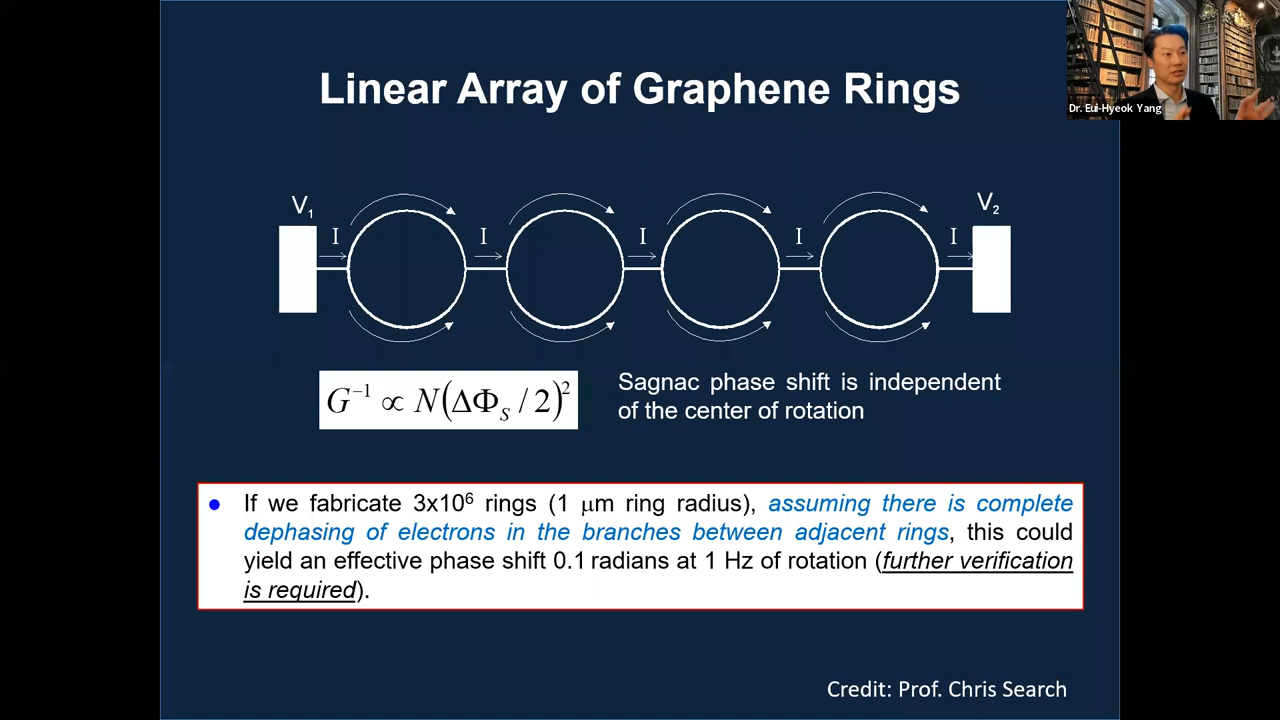 Linear Array of Graphene Rings
Dr. Eui-Hyeok Yang
V₁ V₂
I I I I I
G⁻¹ ∝ N(ΔΦₛ / 2)²
Sagnac phase shift is independent
of the center of rotation
● If we fabricate 3x10⁶ rings (1 μm ring radius), assuming there is complete
dephasing of electrons in the branches between adjacent rings, this could
yield an effective phase shift 0.1 radians at 1 Hz of rotation (further verification
is required).
Credit: Prof. Chris Search